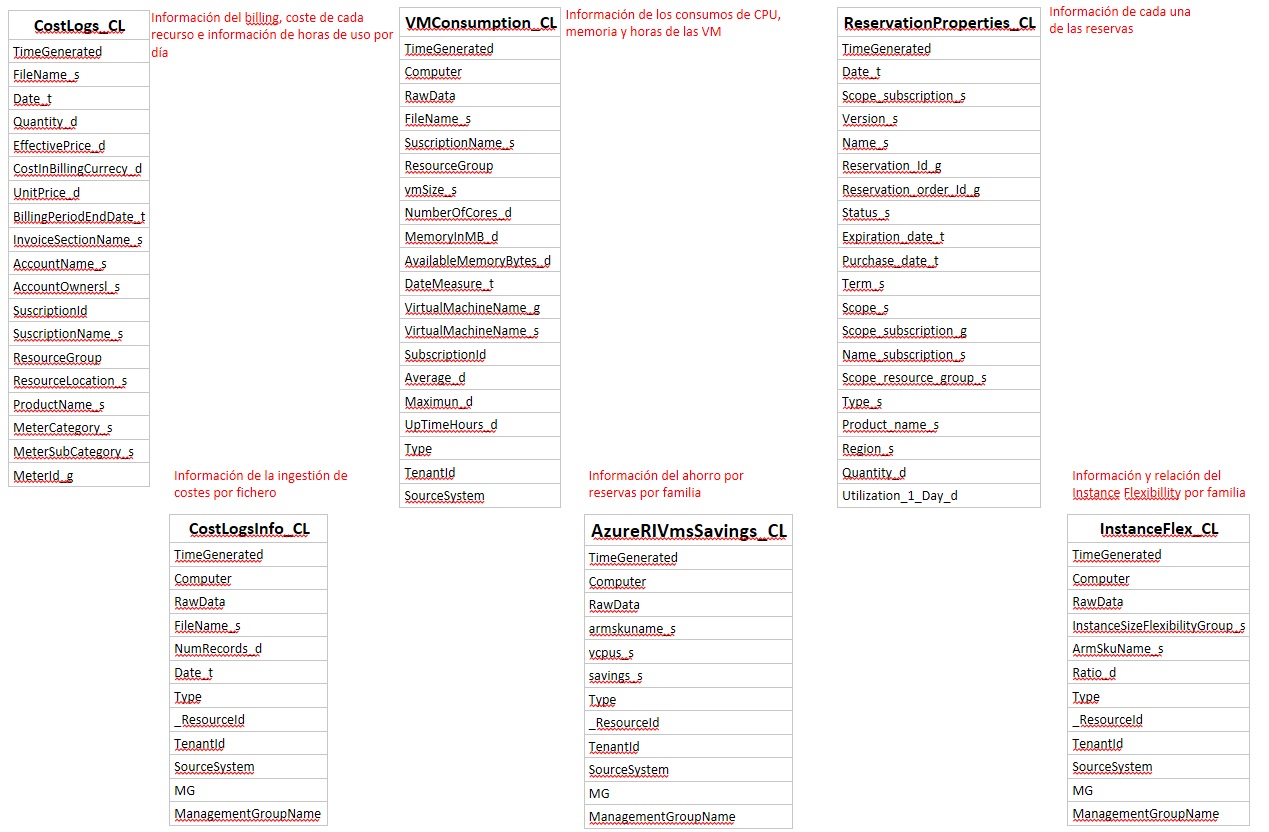 CostLogs_CL
Información del billing, coste de cada
recurso e información de horas de uso por
día
TimeGenerated
FileName_s
Date_t
Quantity_d
EffectivePrice_d
CostInBillingCurrecy_d
UnitPrice_d
BillingPeriodEndDate_t
InvoiceSectionName_s
AccountName_s
AccountOwnersl_s
SuscriptionId
SuscriptionName_s
ResourceGroup
ResourceLocation_s
ProductName_s
MeterCategory_s
MeterSubCategory_s
MeterId_g
VMConsumption_CL
Información de los consumos de CPU,
memoria y horas de las VM
TimeGenerated
Computer
RawData
FileName_s
SuscriptionName_s
ResourceGroup
vmSize_s
NumberOfCores_d
MemoryInMB_d
AvailableMemoryBytes_d
DateMeasure_t
VirtualMachineName_g
VirtualMachineName_s
SubscriptionId
Average_d
Maximun_d
UpTimeHours_d
Type
TenantId
SourceSystem
ReservationProperties_CL
Información de cada una
de las reservas
TimeGenerated
Date_t
Scope_subscription_s
Version_s
Name_s
Reservation_Id_g
Reservation_order_Id_g
Status_s
Expiration_date_t
Purchase_date_t
Term_s
Scope_s
Scope_subscription_g
Name_subscription_s
Scope_resource_group_s
Type_s
Product_name_s
Region_s
Quantity_d
Utilization_1_Day_d
Información de la ingestión de
costes por fichero
CostLogsInfo_CL
TimeGenerated
Computer
RawData
FileName_s
NumRecords_d
Date_t
Type
_ResourceId
TenantId
SourceSystem
MG
ManagementGroupName
Información del ahorro por
reservas por familia
AzureRIVmsSavings_CL
TimeGenerated
Computer
RawData
armskuname_s
vcpus_s
savings_s
Type
_ResourceId
TenantId
SourceSystem
MG
ManagementGroupName
Información y relación del
Instance Flexibillity por familia
InstanceFlex_CL
TimeGenerated
Computer
RawData
InstanceSizeFlexibilityGroup_s
ArmSkuName_s
Ratio_d
Type
_ResourceId
TenantId
SourceSystem
MG
ManagementGroupName